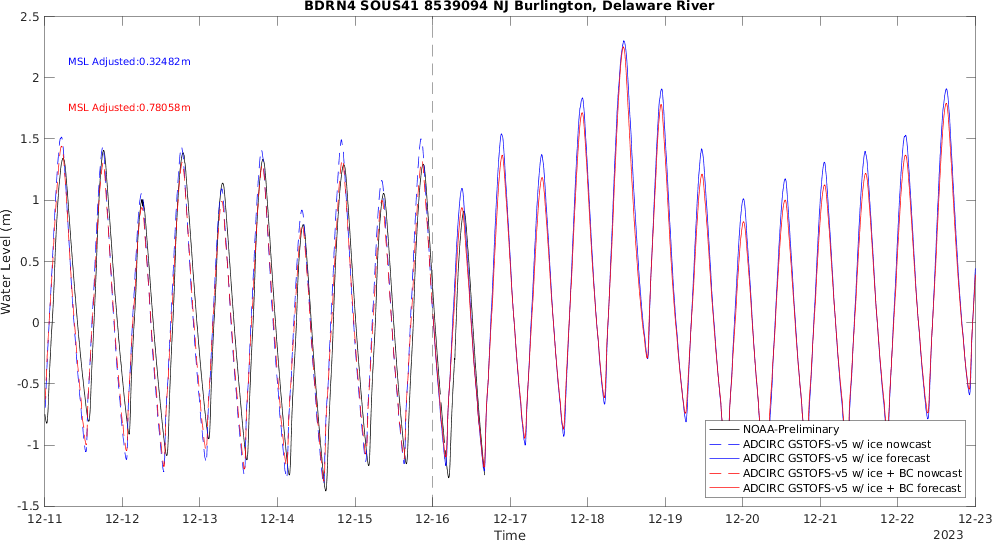 BDRN4 SOUS41 8539094 NJ Burlington, Delaware River
MSL Adjusted:0.32482m
MSL Adjusted:0.78058m
Water Level (m)
2.5
2
1.5
1
0.5
0
-0.5
-1
-1.5
NOAA-Preliminary
ADCIRC GSTOFS-v5 w/ ice nowcast
ADCIRC GSTOFS-v5 w/ ice forecast
ADCIRC GSTOFS-v5 w/ ice + BC nowcast
ADCIRC GSTOFS-v5 w/ ice + BC forecast
12-11 12-12 12-13 12-14 12-15 12-16 12-17 12-18 12-19 12-20 12-21 12-22 12-23
Time
2023